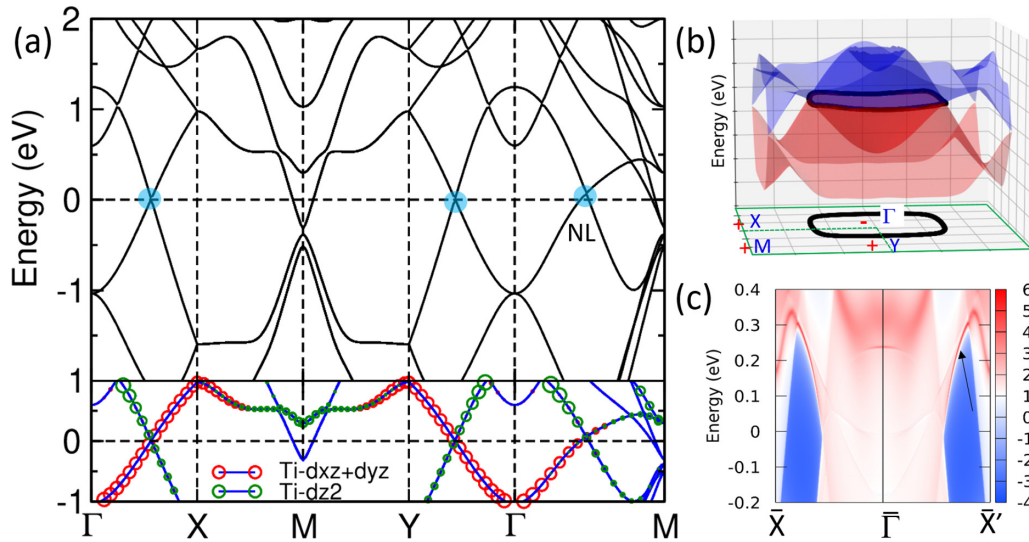 (a)
2
1
0
-1
Energy (eV)
NL
1
0
-1
Ti-dxz+dyz
Ti-dz2
Γ X M Y Γ M
(b)
Energy (eV)
X - Γ
M + Y
+
+
(c)
0.4
0.3
0.2
0.1
0
-0.1
-0.2
Energy (eV)
X̅ Γ̅ X̅′
6
5
4
3
2
1
0
-1
-2
-3
-4